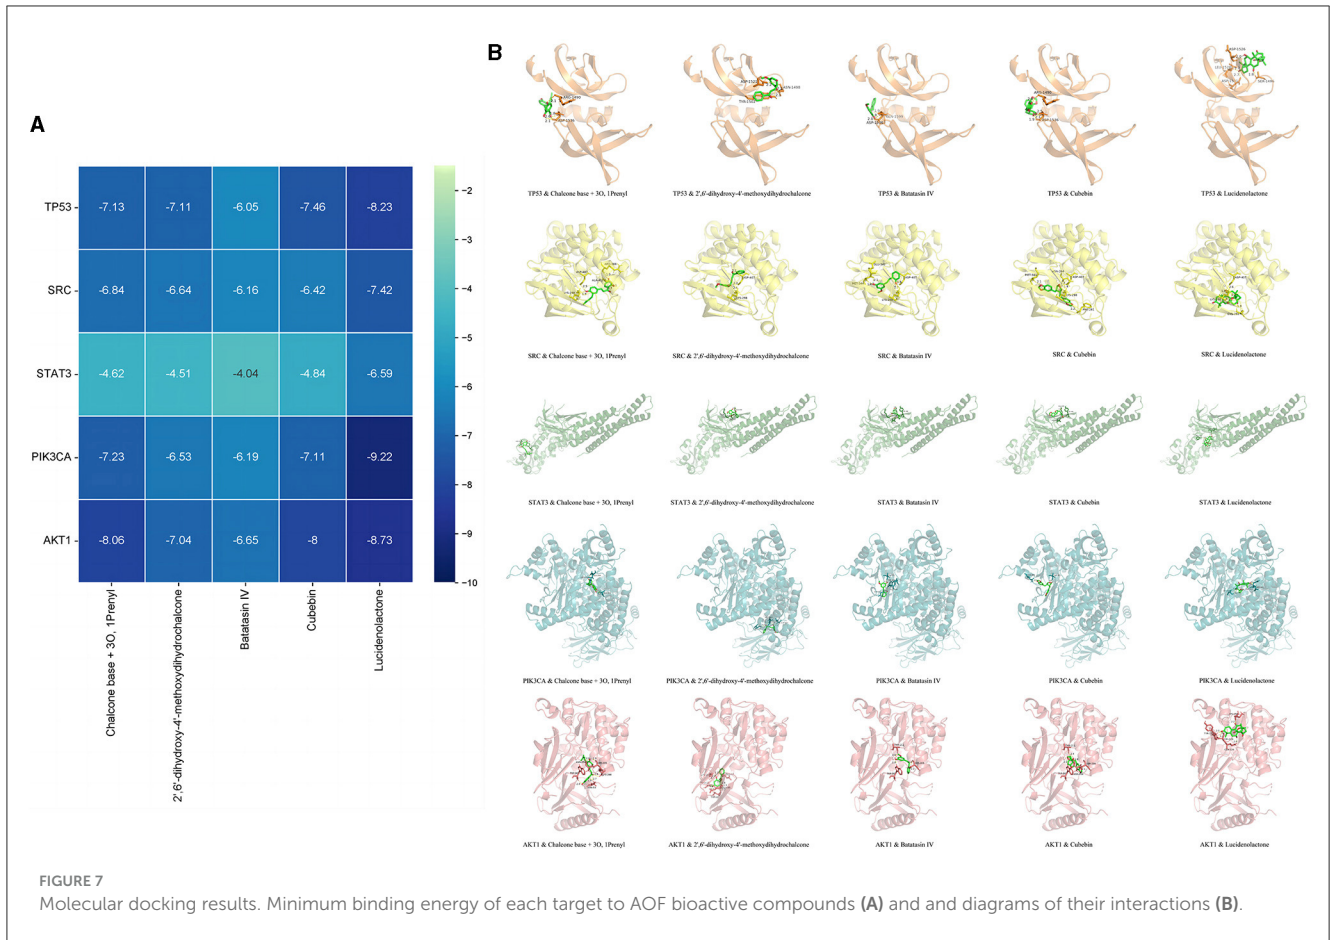 A
TP53
SRC
STAT3
PIK3CA
AKT1
-7.13 -7.11 -6.05 -7.46 -8.23
-6.84 -6.64 -6.16 -6.42 -7.42
-4.62 -4.51 -4.04 -4.84 -6.59
-7.23 -6.53 -6.19 -7.11 -9.22
-8.06 -7.04 -6.65 -8 -8.73
Chalcone base + 3O, 1Prenyl
2',6'-dihydroxy-4'-methoxydihydrochalcone
Batatasin IV
Cubebin
Lucidenolactone
−2
−3
−4
−5
−6
−7
−8
−9
−10
B
TP53 & Chalcone base + 3O, 1Prenyl
TP53 & 2',6'-dihydroxy-4'-methoxydihydrochalcone
TP53 & Batatasin IV
TP53 & Cubebin
TP53 & Lucidenolactone
SRC & Chalcone base + 3O, 1Prenyl
SRC & 2',6'-dihydroxy-4'-methoxydihydrochalcone
SRC & Batatasin IV
SRC & Cubebin
SRC & Lucidenolactone
STAT3 & Chalcone base + 3O, 1Prenyl
STAT3 & 2',6'-dihydroxy-4'-methoxydihydrochalcone
STAT3 & Batatasin IV
STAT3 & Cubebin
STAT3 & Lucidenolactone
PIK3CA & Chalcone base + 3O, 1Prenyl
PIK3CA & 2',6'-dihydroxy-4'-methoxydihydrochalcone
PIK3CA & Batatasin IV
PIK3CA & Cubebin
PIK3CA & Lucidenolactone
AKT1 & Chalcone base + 3O, 1Prenyl
AKT1 & 2',6'-dihydroxy-4'-methoxydihydrochalcone
AKT1 & Batatasin IV
AKT1 & Cubebin
AKT1 & Lucidenolactone
FIGURE 7
Molecular docking results. Minimum binding energy of each target to AOF bioactive compounds (A) and and diagrams of their interactions (B).